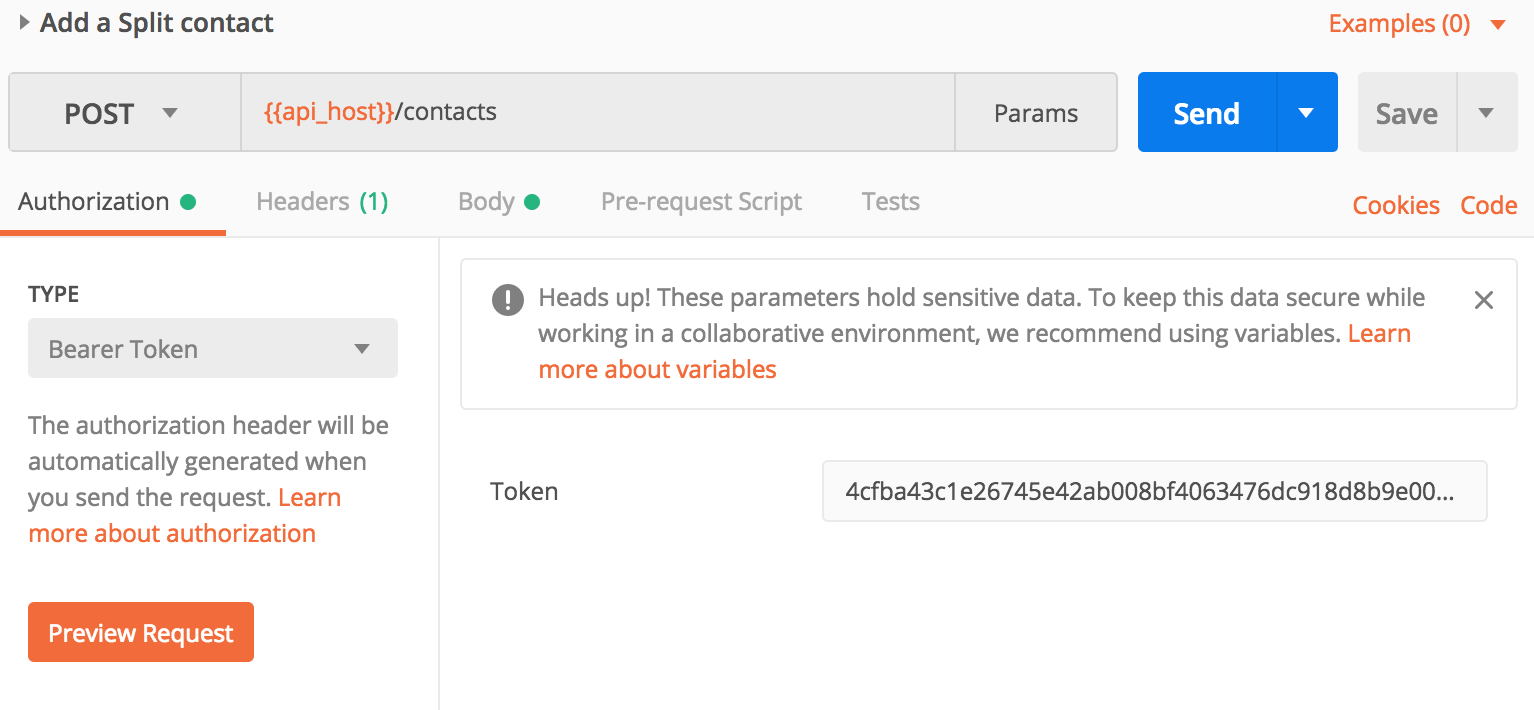 Add a Split contact
Examples (0)
POST
{{api_host}}/contacts
Params
Send
Save
Authorization
Headers (1)
Body
Pre-request Script
Tests
Cookies
Code
TYPE
Bearer Token
The authorization header will be
automatically generated when
you send the request. Learn
more about authorization
Preview Request
Heads up! These parameters hold sensitive data. To keep this data secure while
working in a collaborative environment, we recommend using variables. Learn
more about variables
Token
4cfba43c1e26745e42ab008bf4063476dc918d8b9e00...